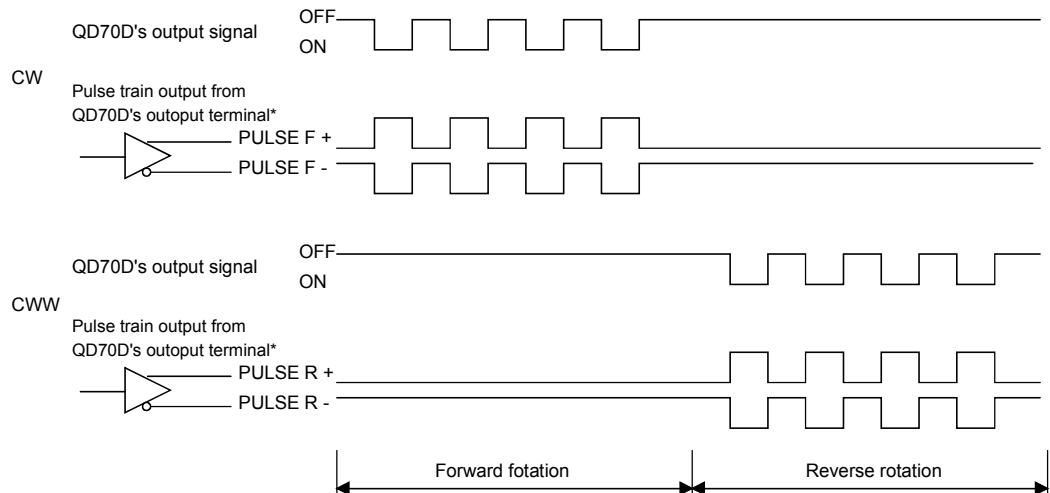 QD70D's output signal
OFF
ON
CW
Pulse train output from
QD70D's outoput terminal*
PULSE F +
PULSE F -
QD70D's output signal
OFF
ON
CWW
Pulse train output from
QD70D's outoput terminal*
PULSE R +
PULSE R -
Forward fotation
Reverse rotation